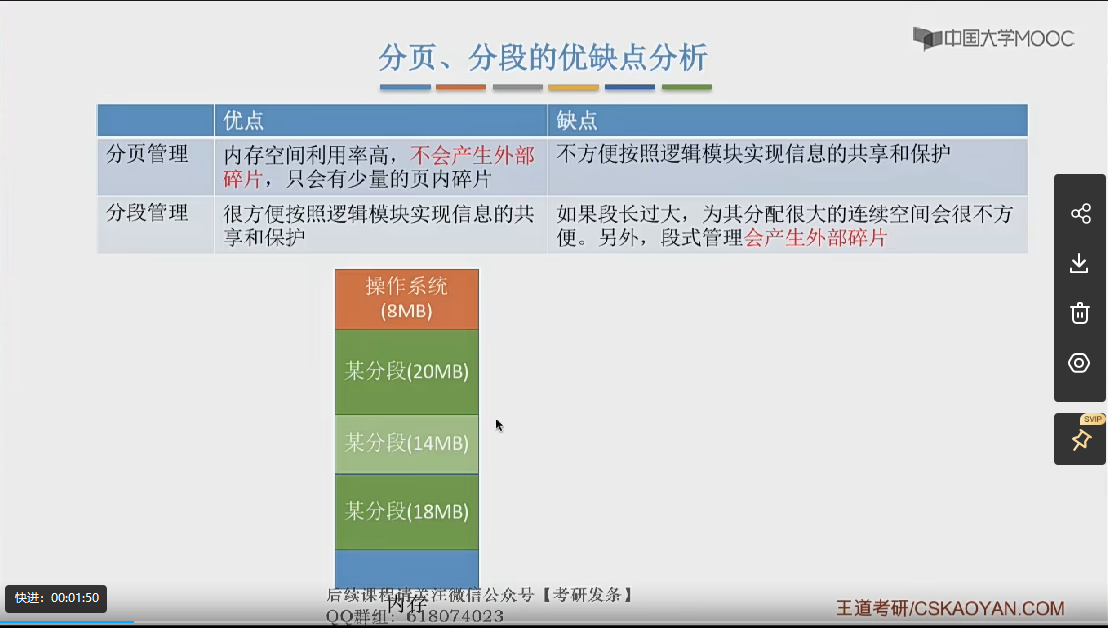 中国大学MOOC
分页、分段的优缺点分析
优点
缺点
分页管理
内存空间利用率高，不会产生外部
碎片，只会有少量的页内碎片
不方便按照逻辑模块实现信息的共享和保护
分段管理
很方便按照逻辑模块实现信息的共
享和保护
如果段长过大，为其分配很大的连续空间会很不方
便。另外，段式管理会产生外部碎片
操作系统
(8MB)
某分段(20MB)
某分段(14MB)
某分段(18MB)
SVIP
快进：00:01:50
后续课程请关注微信公众号【考研发条】
内存
QQ群组：618074023
王道考研/CSKAOYAN.COM